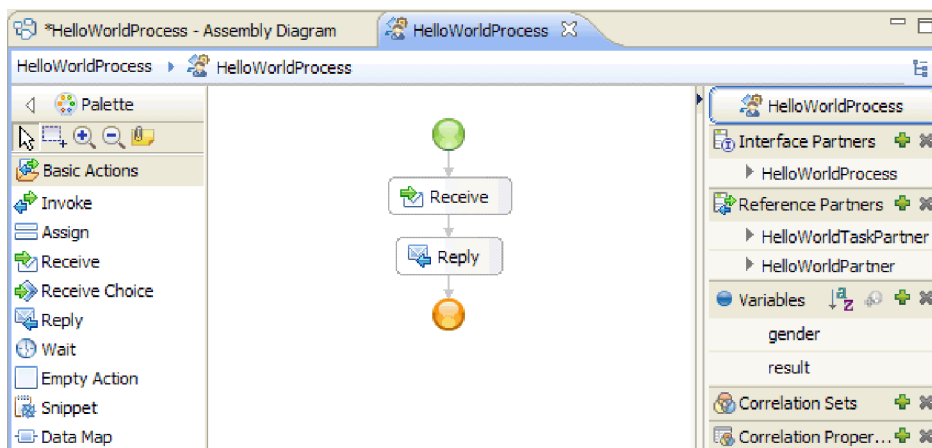 *HelloWorldProcess - Assembly Diagram
HelloWorldProcess
HelloWorldProcess
HelloWorldProcess
Palette
Basic Actions
Invoke
Assign
Receive
Receive Choice
Reply
Wait
Empty Action
Snippet
Data Map
Receive
Reply
HelloWorldProcess
Interface Partners
HelloWorldProcess
Reference Partners
HelloWorldTaskPartner
HelloWorldPartner
Variables
gender
result
Correlation Sets
Correlation Proper...